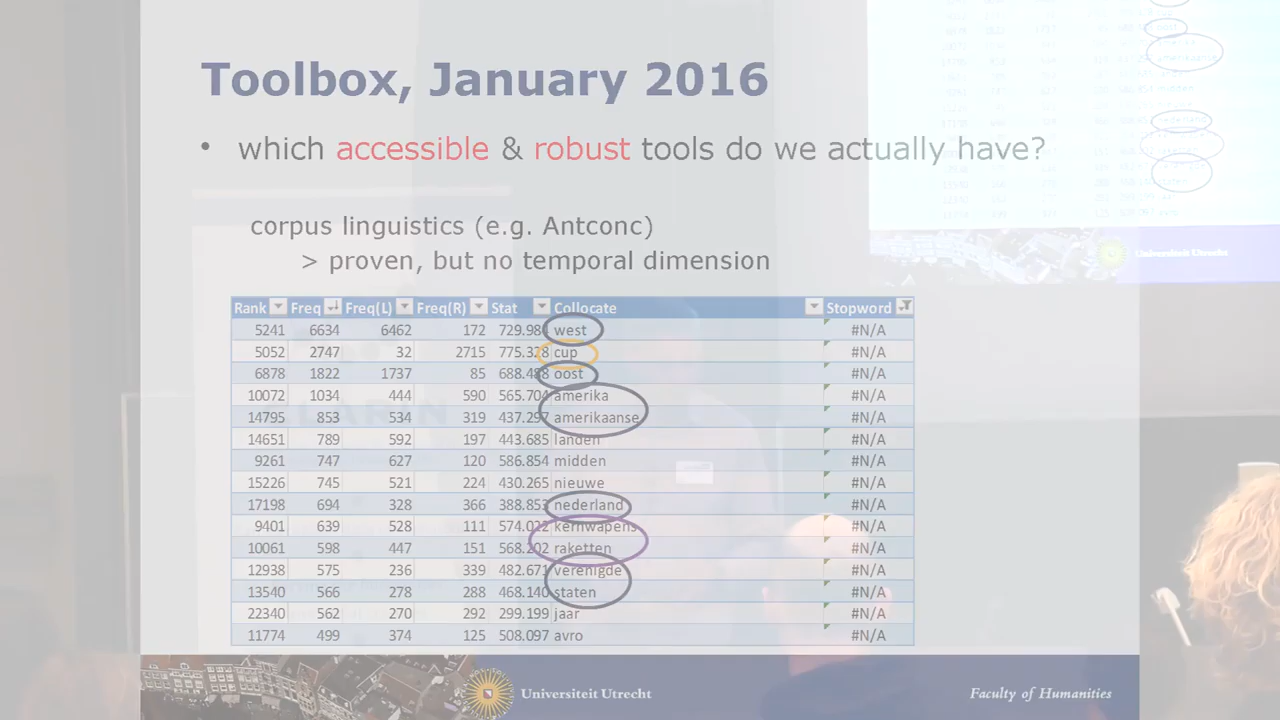 Toolbox, January 2016
• which accessible & robust tools do we actually have?
corpus linguistics (e.g. Antconc)
> proven, but no temporal dimension
Rank Freq Freq(L) Freq(R) Stat Collocate Stopword
5241 6634 6462 172 729.984 west #N/A
5052 2747 32 2715 775.328 cup #N/A
6878 1822 1737 85 688.488 oost #N/A
10072 1034 444 590 565.704 amerika #N/A
14795 853 534 319 437.297 amerikaanse #N/A
14651 789 592 197 443.685 landen #N/A
9261 747 627 120 586.854 midden #N/A
15226 745 521 224 430.265 nieuwe #N/A
17198 694 328 366 388.853 nederland #N/A
9401 639 528 111 574.022 kernwapens #N/A
10061 598 447 151 568.202 raketten #N/A
12938 575 236 339 482.671 verenigde #N/A
13540 566 278 288 468.140 staten #N/A
22340 562 270 292 299.199 jaar #N/A
11774 499 374 125 508.097 avro #N/A
Universiteit Utrecht
Faculty of Humanities
Universiteit Utrecht